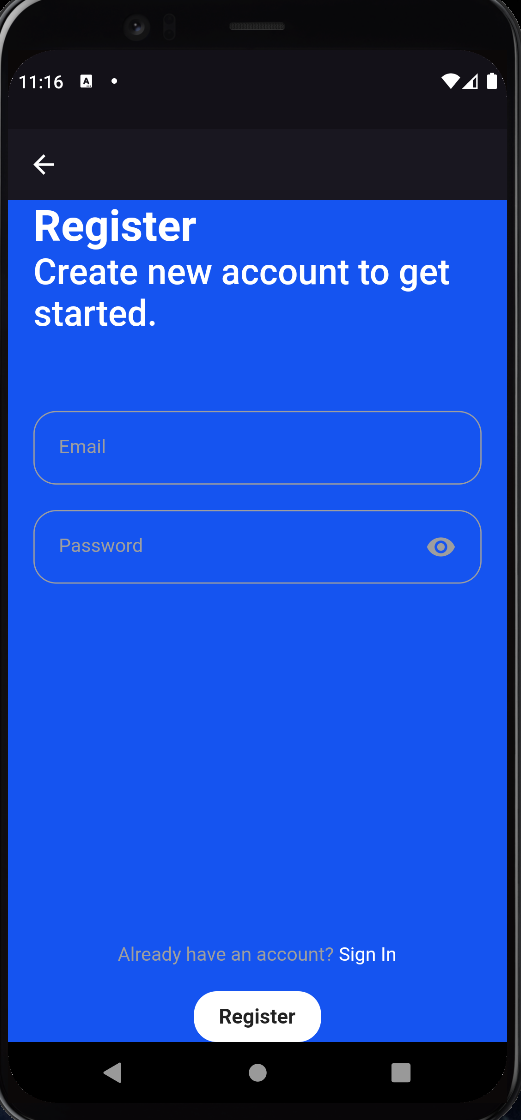 11:16
A
Register
Create new account to get
started.
Email
Password
Already have an account? Sign In
Register